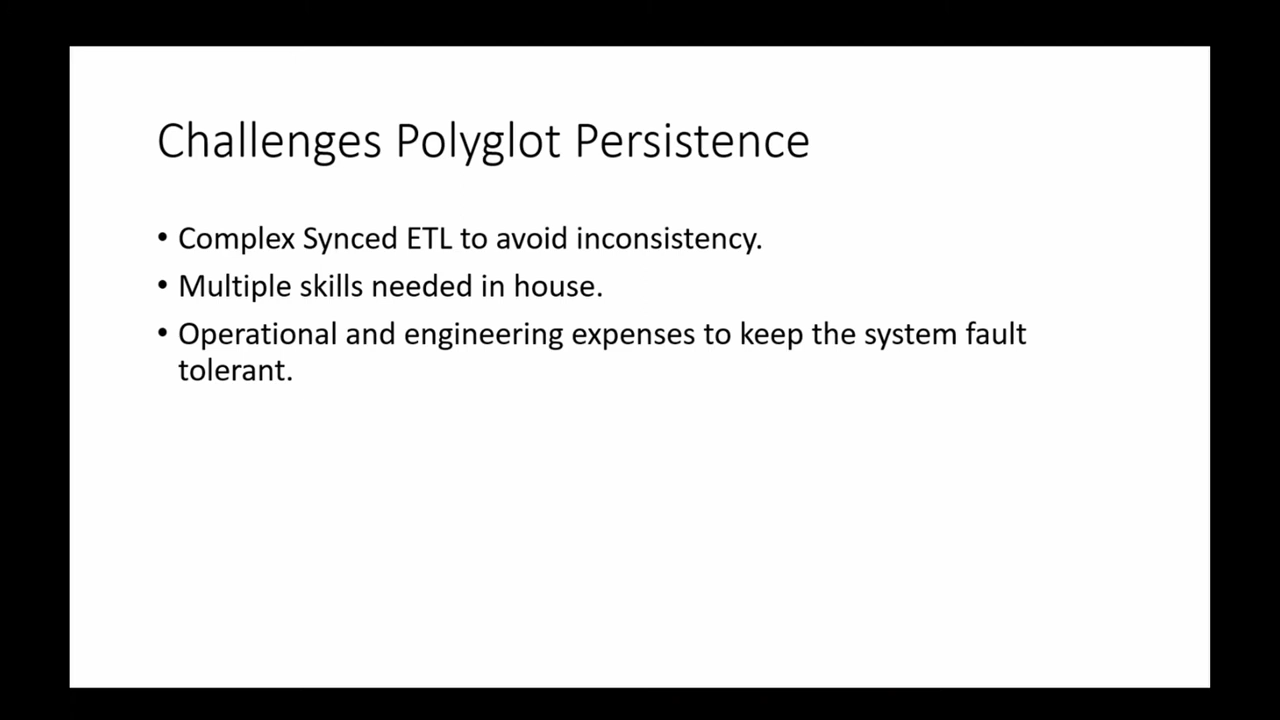 Challenges Polyglot Persistence
• Complex Synced ETL to avoid inconsistency.
• Multiple skills needed in house.
• Operational and engineering expenses to keep the system fault
tolerant.